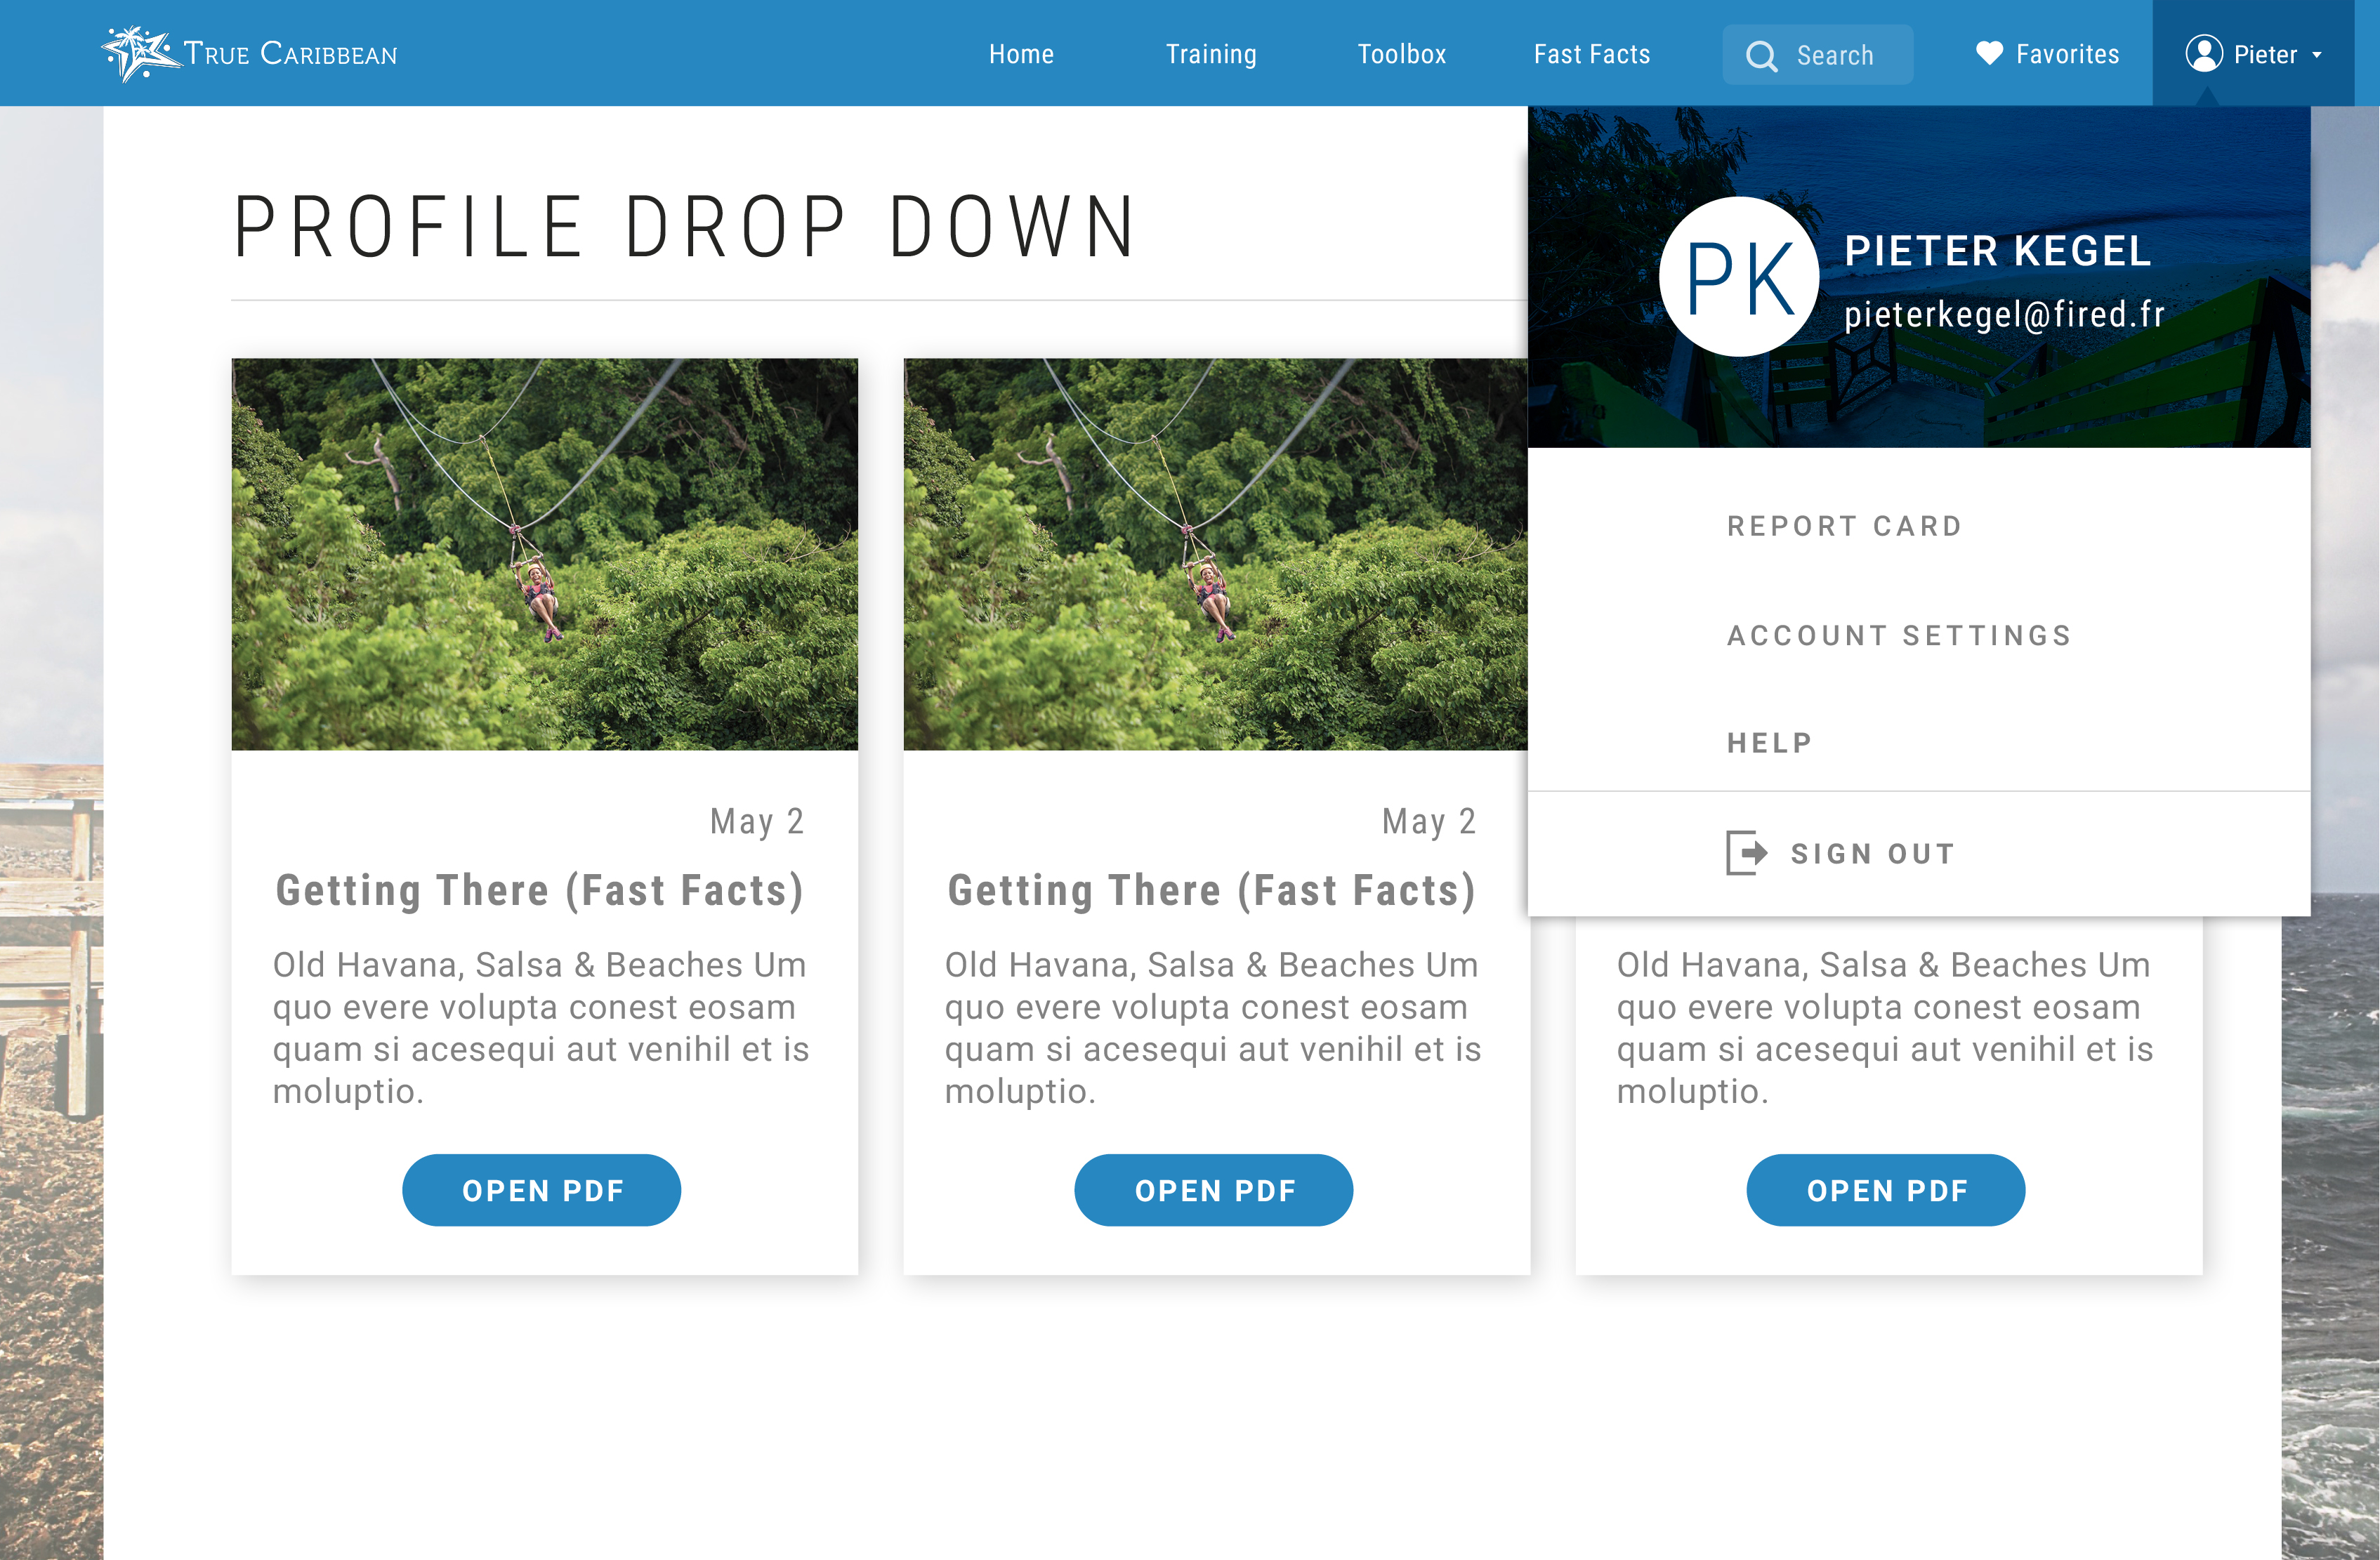 TRUE CARIBBEAN
Home
Training
Toolbox
Fast Facts
Search
Favorites
Pieter
PROFILE DROP DOWN
PK
PIETER KEGEL
pieterkegel@fired.fr
REPORT CARD
ACCOUNT SETTINGS
HELP
SIGN OUT
May 2
Getting There (Fast Facts)
Old Havana, Salsa & Beaches Um
quo evere volupta conest eosam
quam si acesequi aut venihil et is
moluptio.
OPEN PDF
May 2
Getting There (Fast Facts)
Old Havana, Salsa & Beaches Um
quo evere volupta conest eosam
quam si acesequi aut venihil et is
moluptio.
OPEN PDF
Old Havana, Salsa & Beaches Um
quo evere volupta conest eosam
quam si acesequi aut venihil et is
moluptio.
OPEN PDF